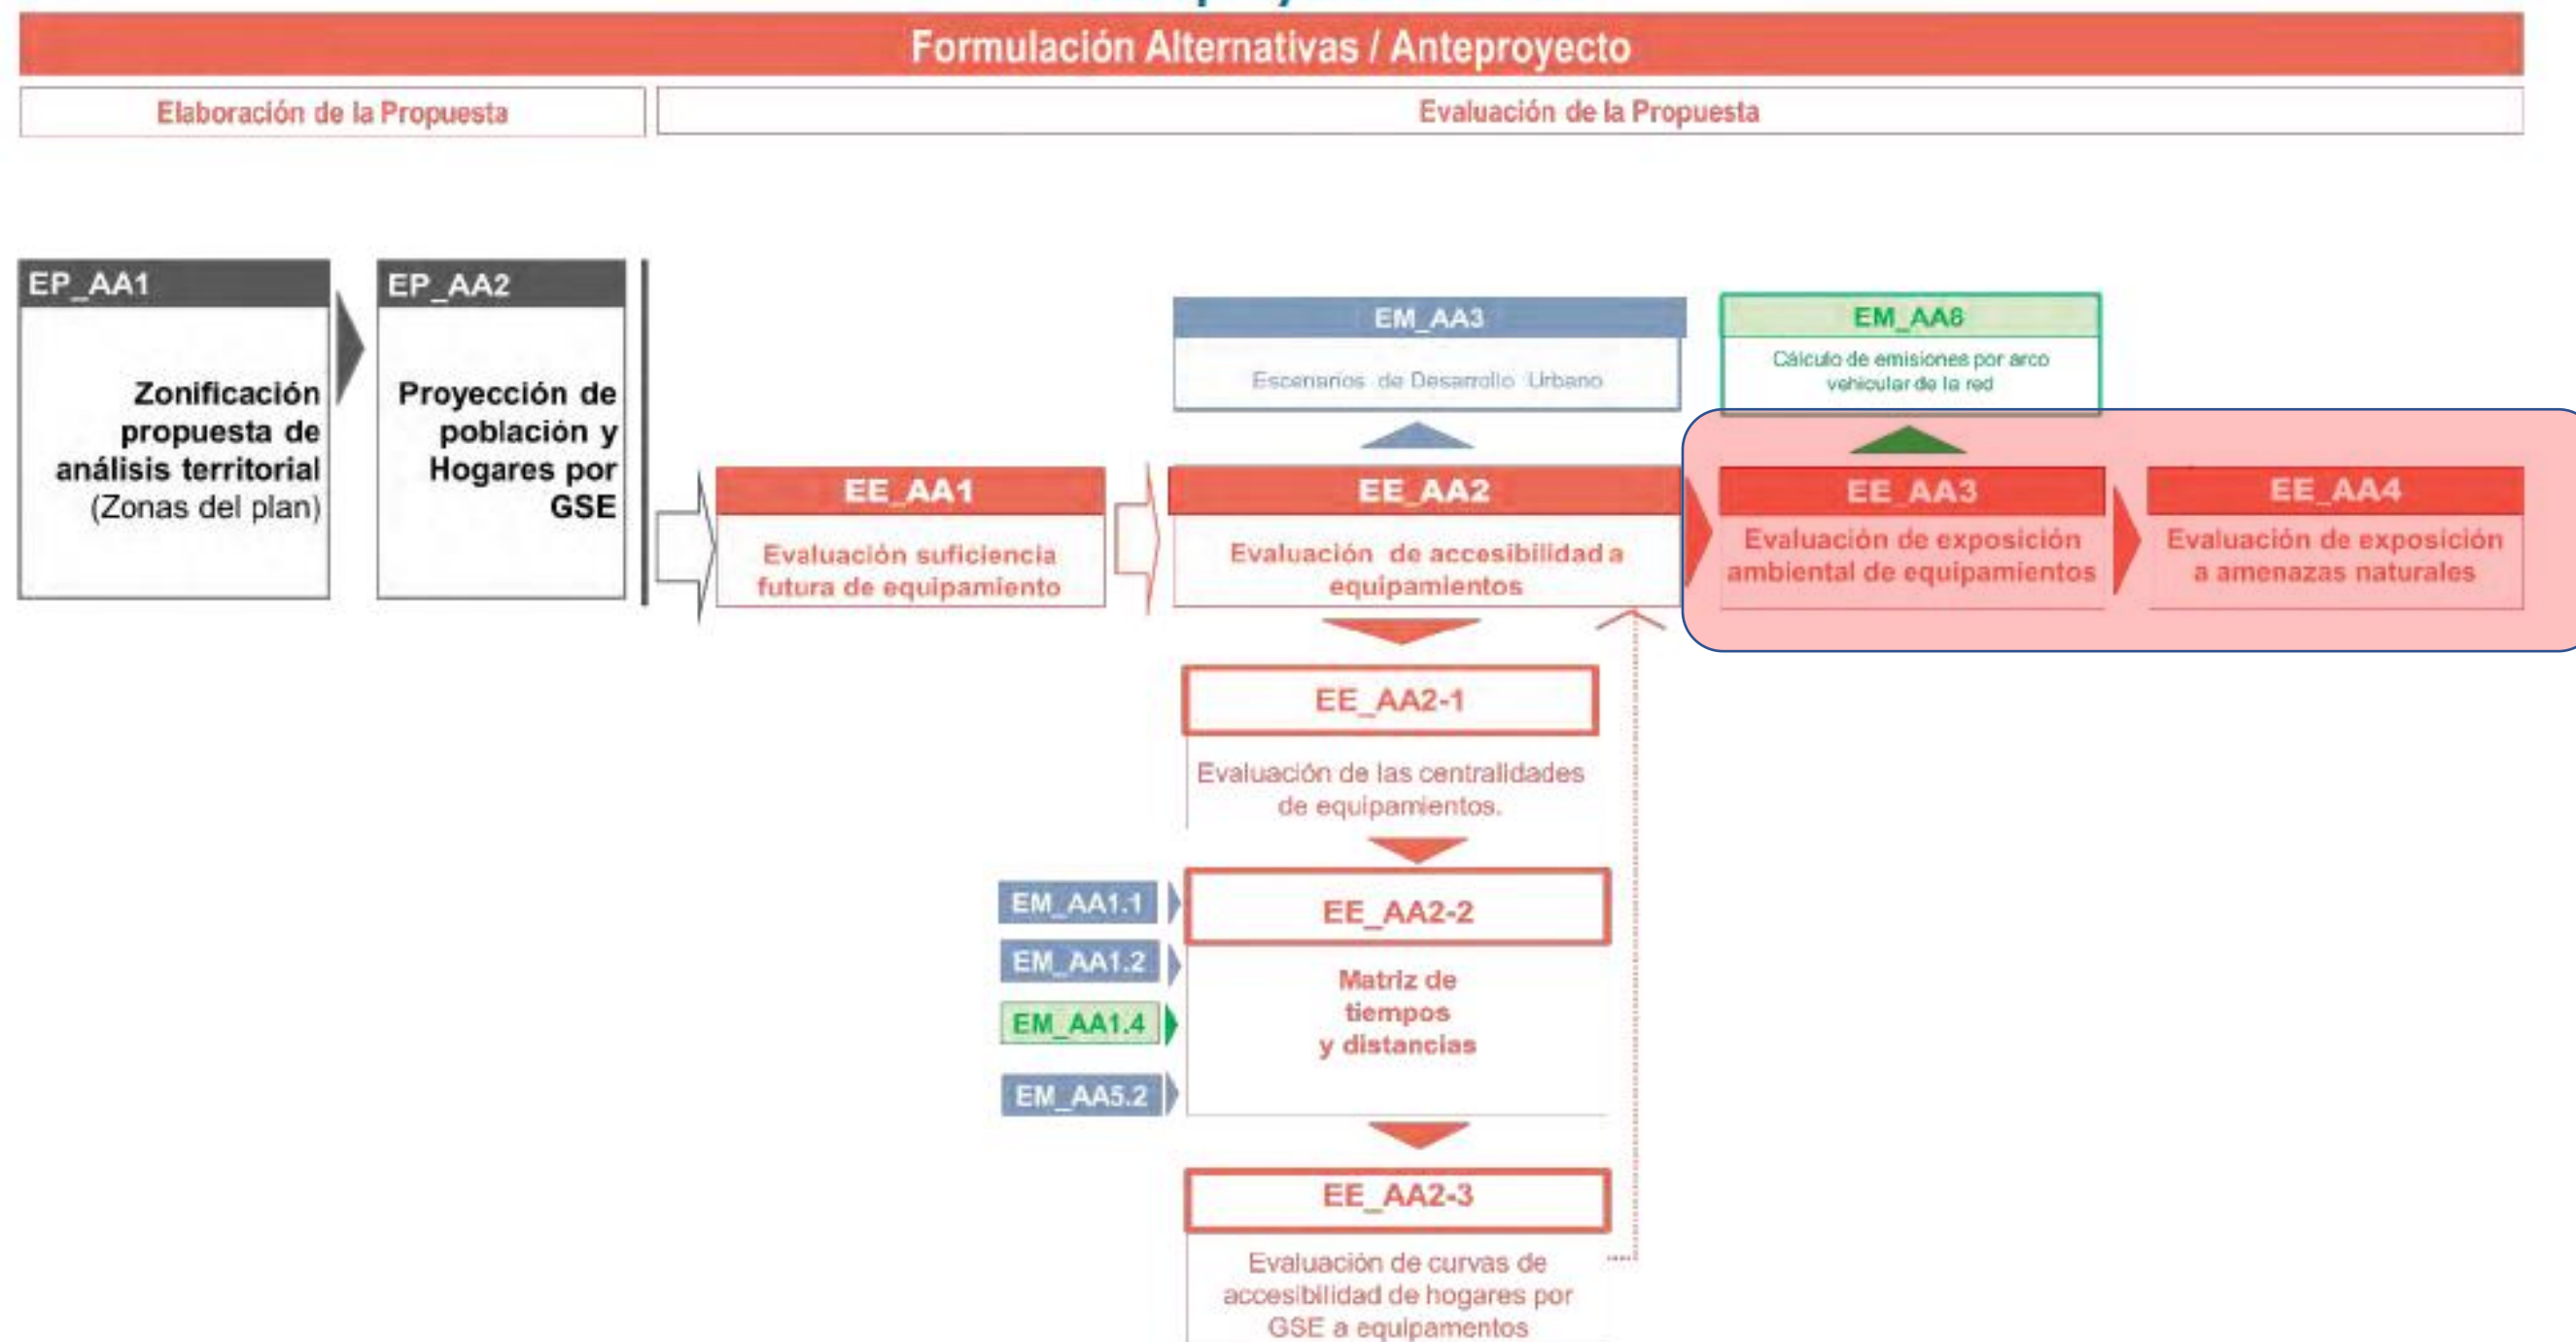 Formulación Alternativas / Anteproyecto
Elaboración de la Propuesta
Evaluación de la Propuesta
EP_AA1
Zonificación
propuesta de
análisis territorial
(Zonas del plan)
EP_AA2
Proyección de
población y
Hogares por
GSE
EM_AA3
Escenarios de Desarrollo Urbano
EM_AA8
Cálculo de emisiones por arco
vehicular de la red
EE_AA1
Evaluación suficiencia
futura de equipamiento
EE_AA2
Evaluación de accesibilidad a
equipamientos
EE_AA3
Evaluación de exposición
ambiental de equipamientos
EE_AA4
Evaluación de exposición
a amenazas naturales
EE_AA2-1
Evaluación de las centralidades
de equipamientos.
EM_AA1.1
EM_AA1.2
EM_AA1.4
EM_AA5.2
EE_AA2-2
Matriz de
tiempos
y distancias
EE_AA2-3
Evaluación de curvas de
accesibilidad de hogares por
GSE a equipamentos